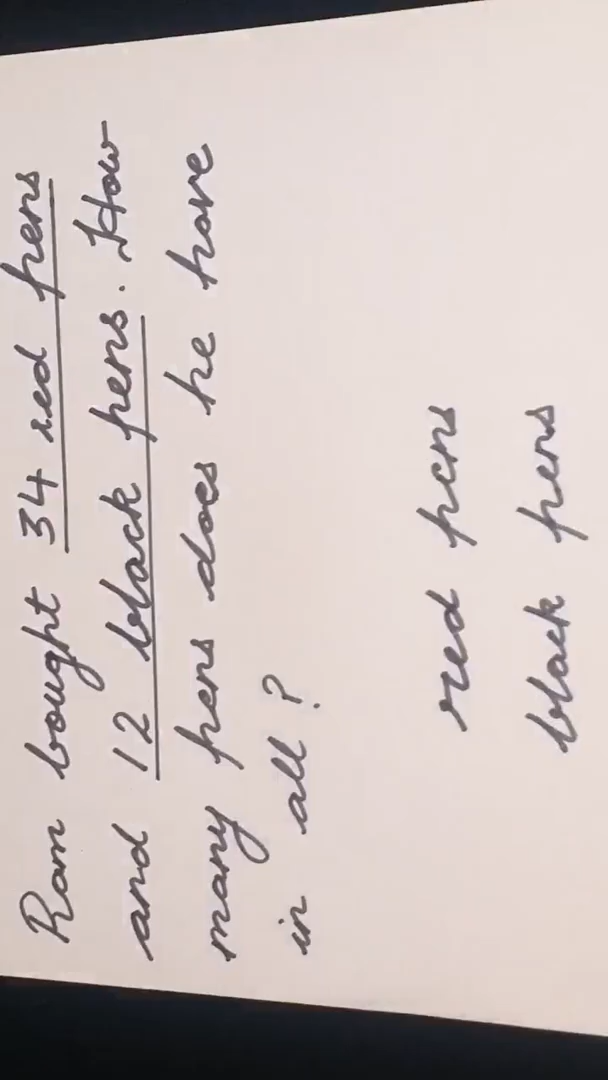 Ram bought 34 red pens
and 12 black pens. How
many pens does he have
in all?
red pens
black pens